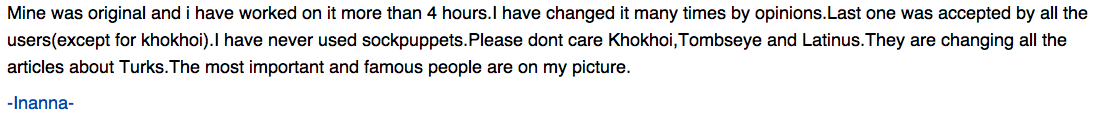 Mine was original and i have worked on it more than 4 hours.I have changed it many times by opinions.Last one was accepted by all the
users(except for khokhoi).I have never used sockpuppets.Please dont care Khokhoi,Tombseye and Latinus.They are changing all the
articles about Turks.The most important and famous people are on my picture.
-Inanna-